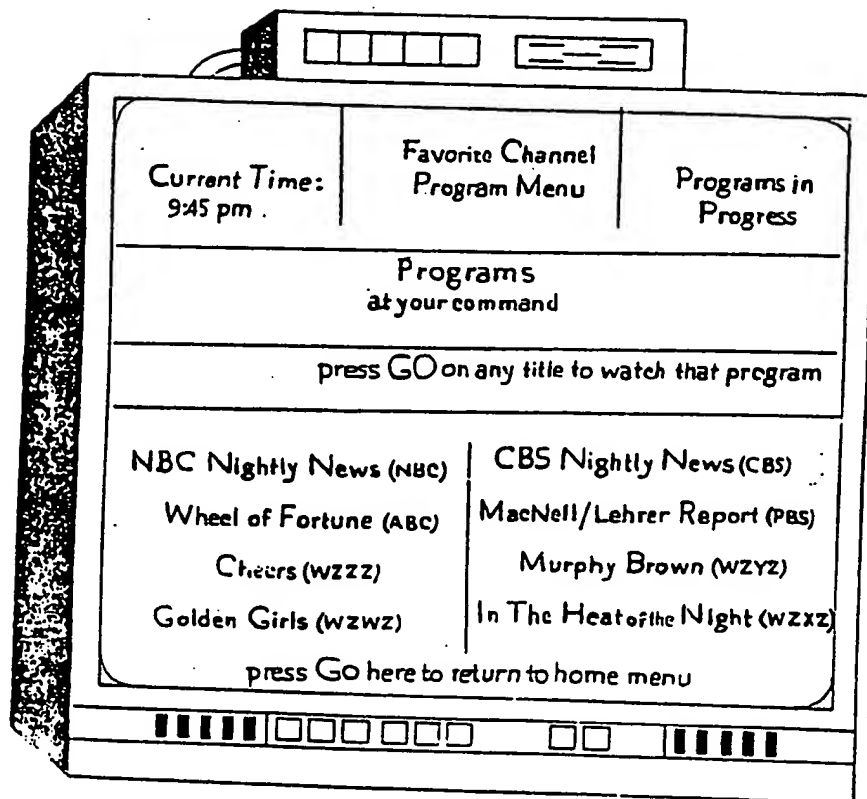 Current Time:
9:45 pm
Favorite Channel
Program Menu
Programs in
Progress
Programs
at your command
press GO on any title to watch that program
NBC Nightly News (NBC)
Wheel of Fortune (ABC)
Cheers (WZZZ)
Golden Girls (WZWZ)
CBS Nightly News (CBS)
MacNeil/Lehrer Report (PBS)
Murphy Brown (WZYZ)
In The Heat of the Night (WZXZ)
press Go here to return to home menu